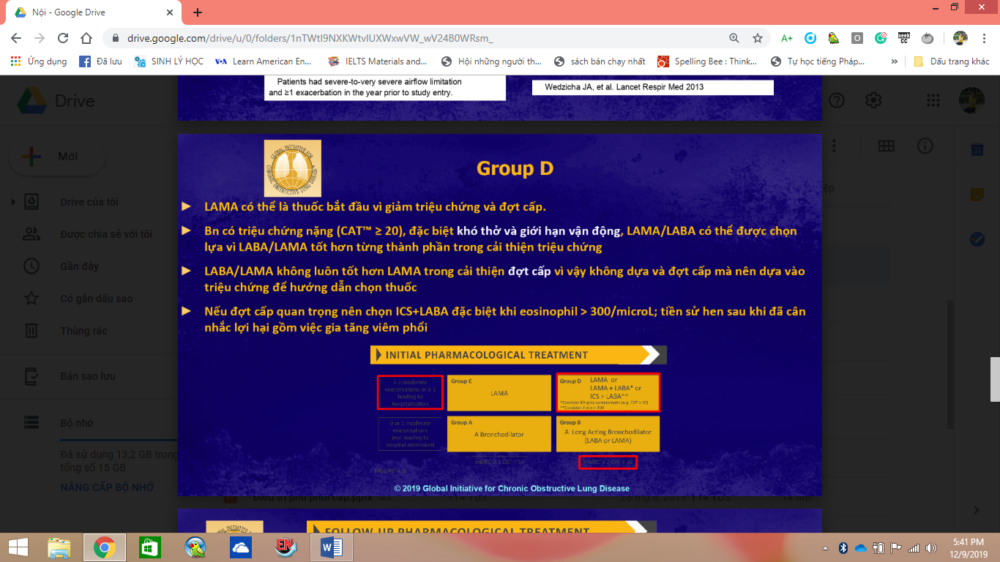 Nội - Google Drive
drive.google.com/drive/u/0/folders/1nTWtI9NXKWtvIUXWxwVW_wV24B0WRsm_
Ứng dụng
Đã lưu
SINH LÝ HỌC
Learn American En...
IELTS Materials and...
Hội những người th...
sách bán chạy nhất
Spelling Bee : Think...
Tự học tiếng Pháp...
»
Dấu trang khác
Drive
Mới
Drive của tôi
Được chia sẻ với tôi
Gần đây
Có gắn dấu sao
Thùng rác
Bản sao lưu
Bộ nhớ
Đã sử dụng 13,2 GB trong
tổng số 15 GB
NÂNG CẤP BỘ NHỚ
Patients had severe-to-very severe airflow limitation
and ≥1 exacerbation in the year prior to study entry.
Wedzicha JA, et al. Lancet Respir Med 2013
GLOBAL INITIATIVE FOR
CHRONIC OBSTRUCTIVE LUNG DISEASE
Group D
► LAMA có thể là thuốc bắt đầu vì giảm triệu chứng và đợt cấp.
► Bn có triệu chứng nặng (CAT™ ≥ 20), đặc biệt khó thở và giới hạn vận động, LAMA/LABA có thể được chọn
lựa vì LABA/LAMA tốt hơn từng thành phần trong cải thiện triệu chứng
► LABA/LAMA không luôn tốt hơn LAMA trong cải thiện đợt cấp vì vậy không dựa và đợt cấp mà nên dựa vào
triệu chứng để hướng dẫn chọn thuốc
► Nếu đợt cấp quan trọng nên chọn ICS+LABA đặc biệt khi eosinophil > 300/microL; tiền sử hen sau khi đã cân
nhắc lợi hại gồm việc gia tăng viêm phổi
INITIAL PHARMACOLOGICAL TREATMENT
≥ 2 moderate
exacerbations or ≥ 1
leading to
hospitalization
Group C
LAMA
Group D
LAMA or
LAMA + LABA* or
ICS + LABA**
*Consider if highly symptomatic (e.g. CAT > 20)
**Consider if eos ≥ 300
0 or 1 moderate
exacerbations
(not leading to
hospital admission)
Group A
A Bronchodilator
Group B
A Long Acting Bronchodilator
(LABA or LAMA)
mMRC 0-1 CAT < 10
mMRC ≥ 2 CAT ≥ 10
© 2019 Global Initiative for Chronic Obstructive Lung Disease
Điều trị phù phổi cấp.pptx
28 thg 8, 2019
14 MB
FOLLOW-UP PHARMACOLOGICAL TREATMENT
5:41 PM
12/9/2019